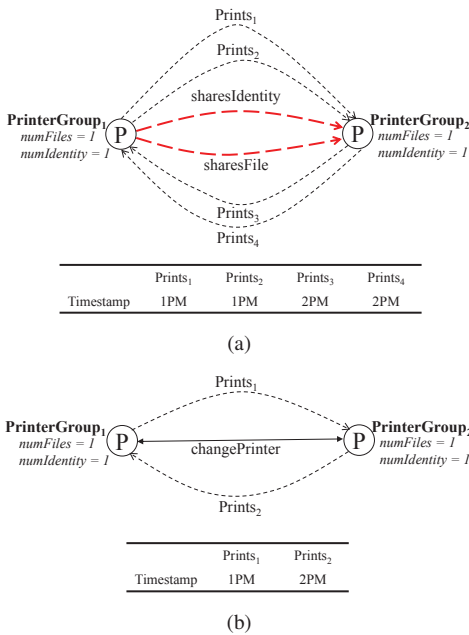 Prints1
Prints2
sharesIdentity
PrinterGroup1
numFiles = 1
numIdentity = 1
P
P
PrinterGroup2
numFiles = 1
numIdentity = 1
sharesFile
Prints3
Prints4
Prints1 Prints2 Prints3 Prints4
Timestamp 1PM 1PM 2PM 2PM
(a)
Prints1
PrinterGroup1
numFiles = 1
numIdentity = 1
P
changePrinter
P
PrinterGroup2
numFiles = 1
numIdentity = 1
Prints2
Prints1 Prints2
Timestamp 1PM 2PM
(b)